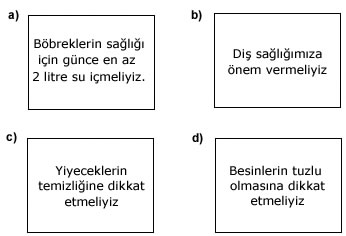 a)
Böbreklerin sağlığı
için günce en az
2 litre su içmeliyiz.
b)
Diş sağlığımıza
önem vermeliyiz
c)
Yiyeceklerin
temizliğine dikkat
etmeliyiz
d)
Besinlerin tuzlu
olmasına dikkat
etmeliyiz